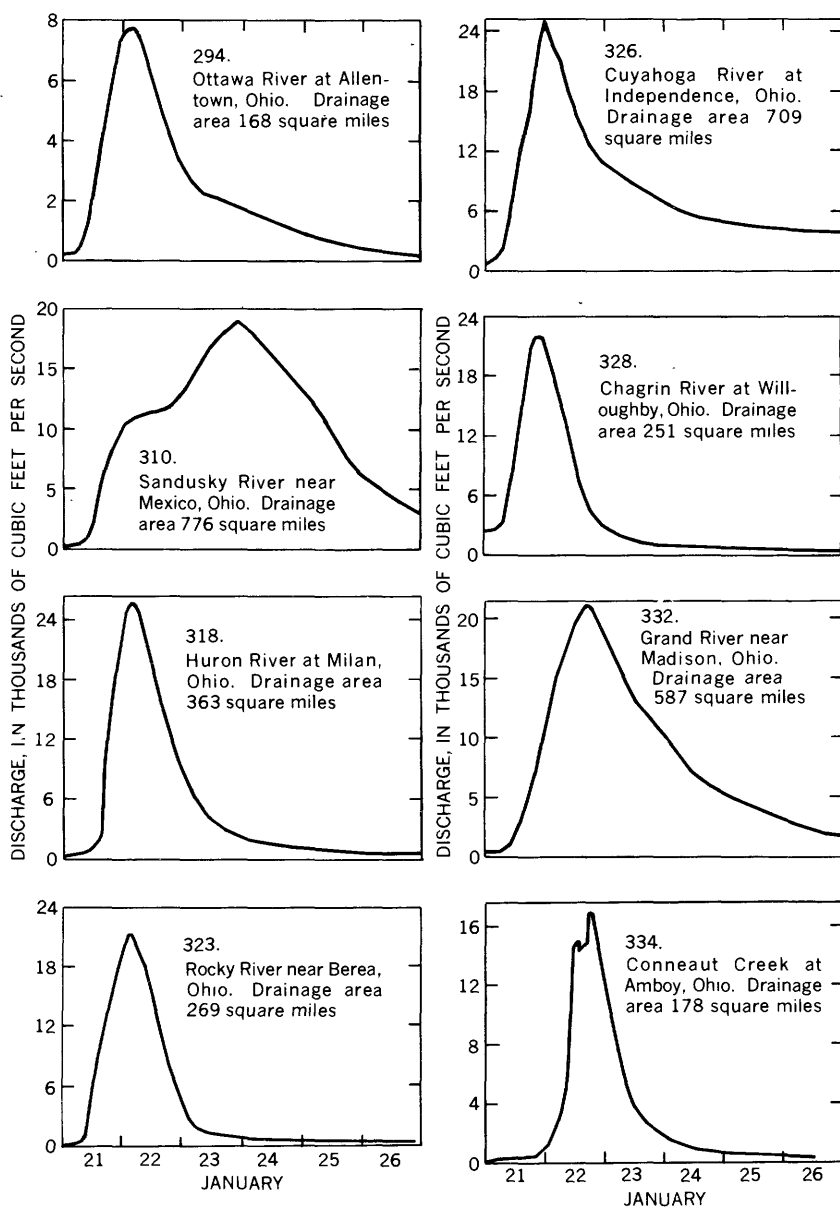 DISCHARGE, I.N THOUSANDS OF CUBIC FEET PER SECOND
8
6
4
2
0
294.
Ottawa River at Allen-
town, Ohio. Drainage
area 168 square miles
20
15
10
5
0
310.
Sandusky River near
Mexico, Ohio. Drainage
area 776 square miles
24
18
12
6
0
318.
Huron River at Milan,
Ohio. Drainage area
363 square miles
24
18
12
6
0
323.
Rocky River near Berea,
Ohio. Drainage area
269 square miles
21 22 23 24 25 26
JANUARY
DISCHARGE, IN THOUSANDS OF CUBIC FEET PER SECOND
24
18
12
6
0
326.
Cuyahoga River at
Independence, Ohio.
Drainage area 709
square miles
24
18
12
6
0
328.
Chagrin River at Will-
oughby, Ohio. Drainage
area 251 square miles
20
15
10
5
0
332.
Grand River near
Madison, Ohio.
Drainage area
587 square miles
16
12
8
4
0
334.
Conneaut Creek at
Amboy, Ohio. Drainage
area 178 square miles
21 22 23 24 25 26
JANUARY